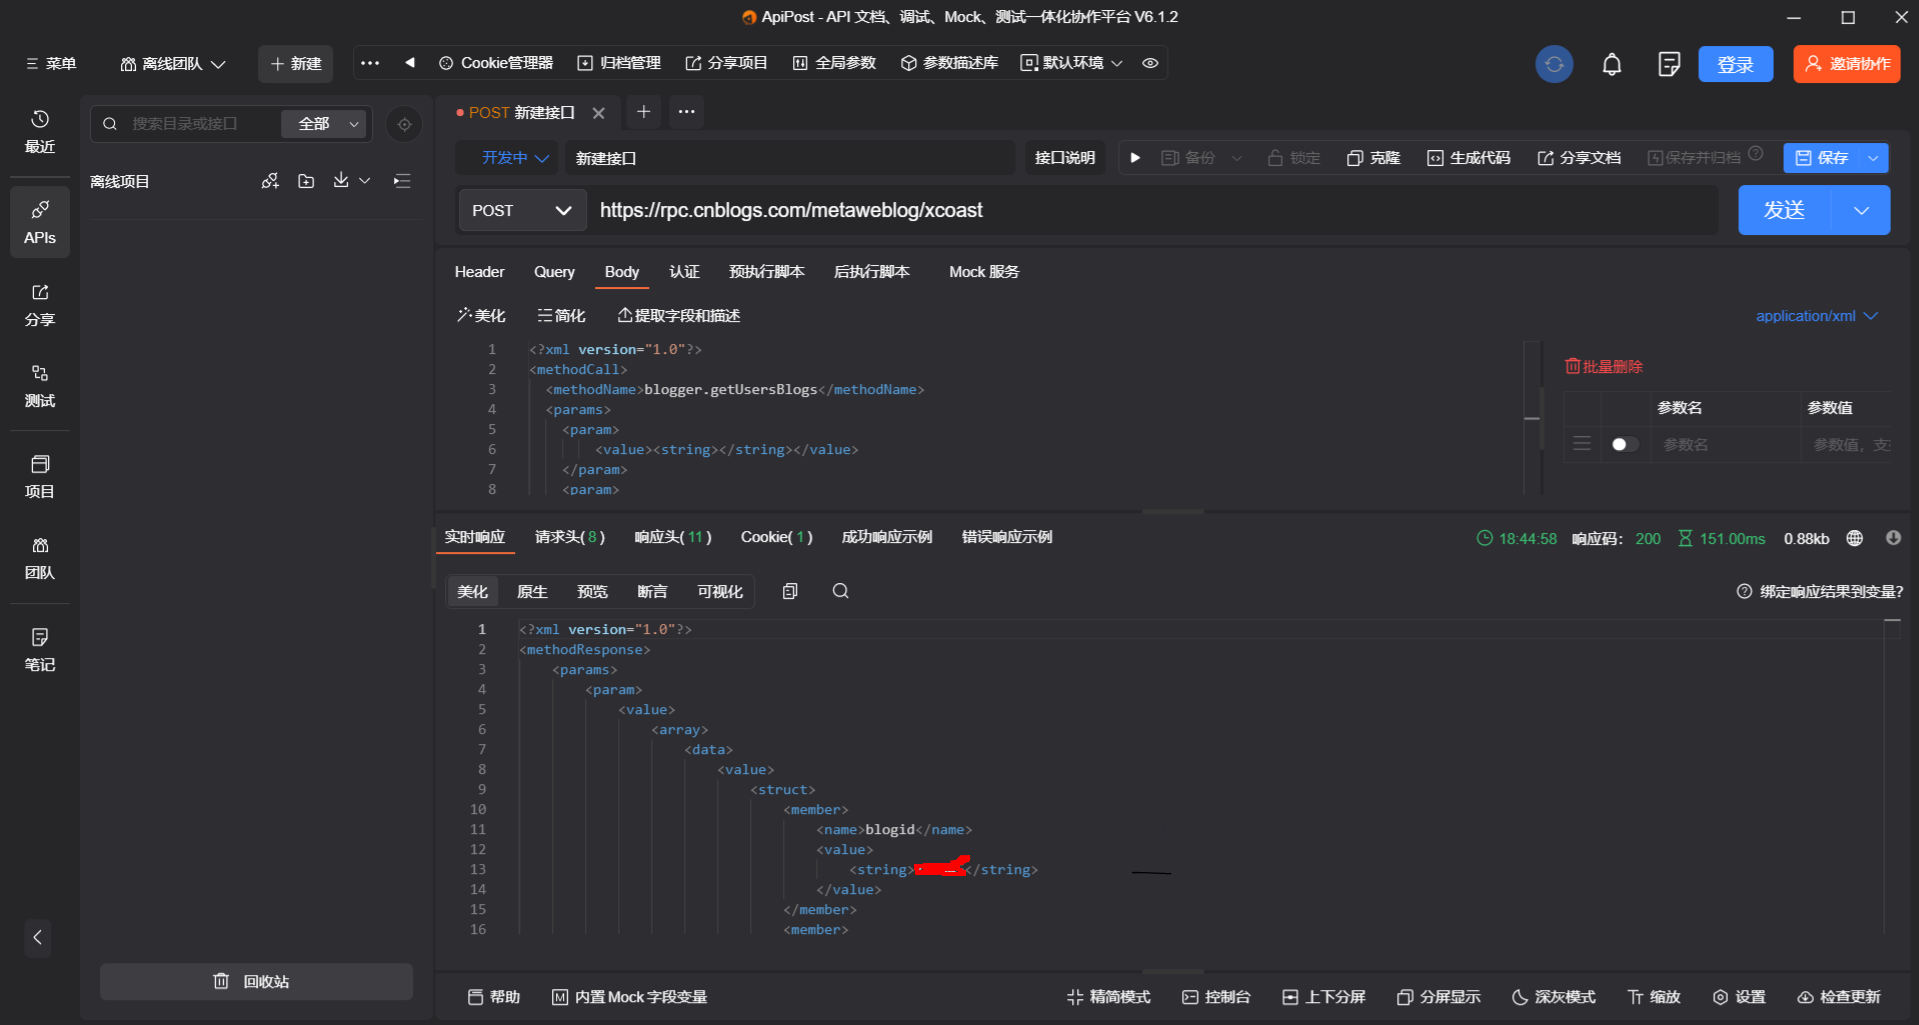 ApiPost - API 文档、调试、Mock、测试一体化协作平台 V6.1.2
菜单 离线团队 新建 Cookie管理器 归档管理 分享项目 全局参数 参数描述库 默认环境 登录 邀请协作
最近
APIs
分享
测试
项目
团队
笔记
搜索目录或接口 全部
离线项目
回收站
POST 新建接口
开发中 新建接口 接口说明 备份 锁定 克隆 生成代码 分享文档 保存并归档 保存
POST https://rpc.cnblogs.com/metaweblog/xcoast 发送
Header Query Body 认证 预执行脚本 后执行脚本 Mock 服务
美化 简化 提取字段和描述 application/xml
1 <?xml version="1.0"?>
2 <methodCall>
3 <methodName>blogger.getUsersBlogs</methodName>
4 <params>
5 <param>
6 <value><string></string></value>
7 </param>
8 <param>
批量删除
参数名 参数值
参数名 参数值，支
实时响应 请求头(8) 响应头(11) Cookie(1) 成功响应示例 错误响应示例 18:44:58 响应码： 200 151.00ms 0.88kb
美化 原生 预览 断言 可视化 绑定响应结果到变量?
1 <?xml version="1.0"?>
2 <methodResponse>
3 <params>
4 <param>
5 <value>
6 <array>
7 <data>
8 <value>
9 <struct>
10 <member>
11 <name>blogid</name>
12 <value>
13 <string></string>
14 </value>
15 </member>
16 <member>
帮助 内置 Mock 字段变量 精简模式 控制台 上下分屏 分屏显示 深灰模式 缩放 设置 检查更新